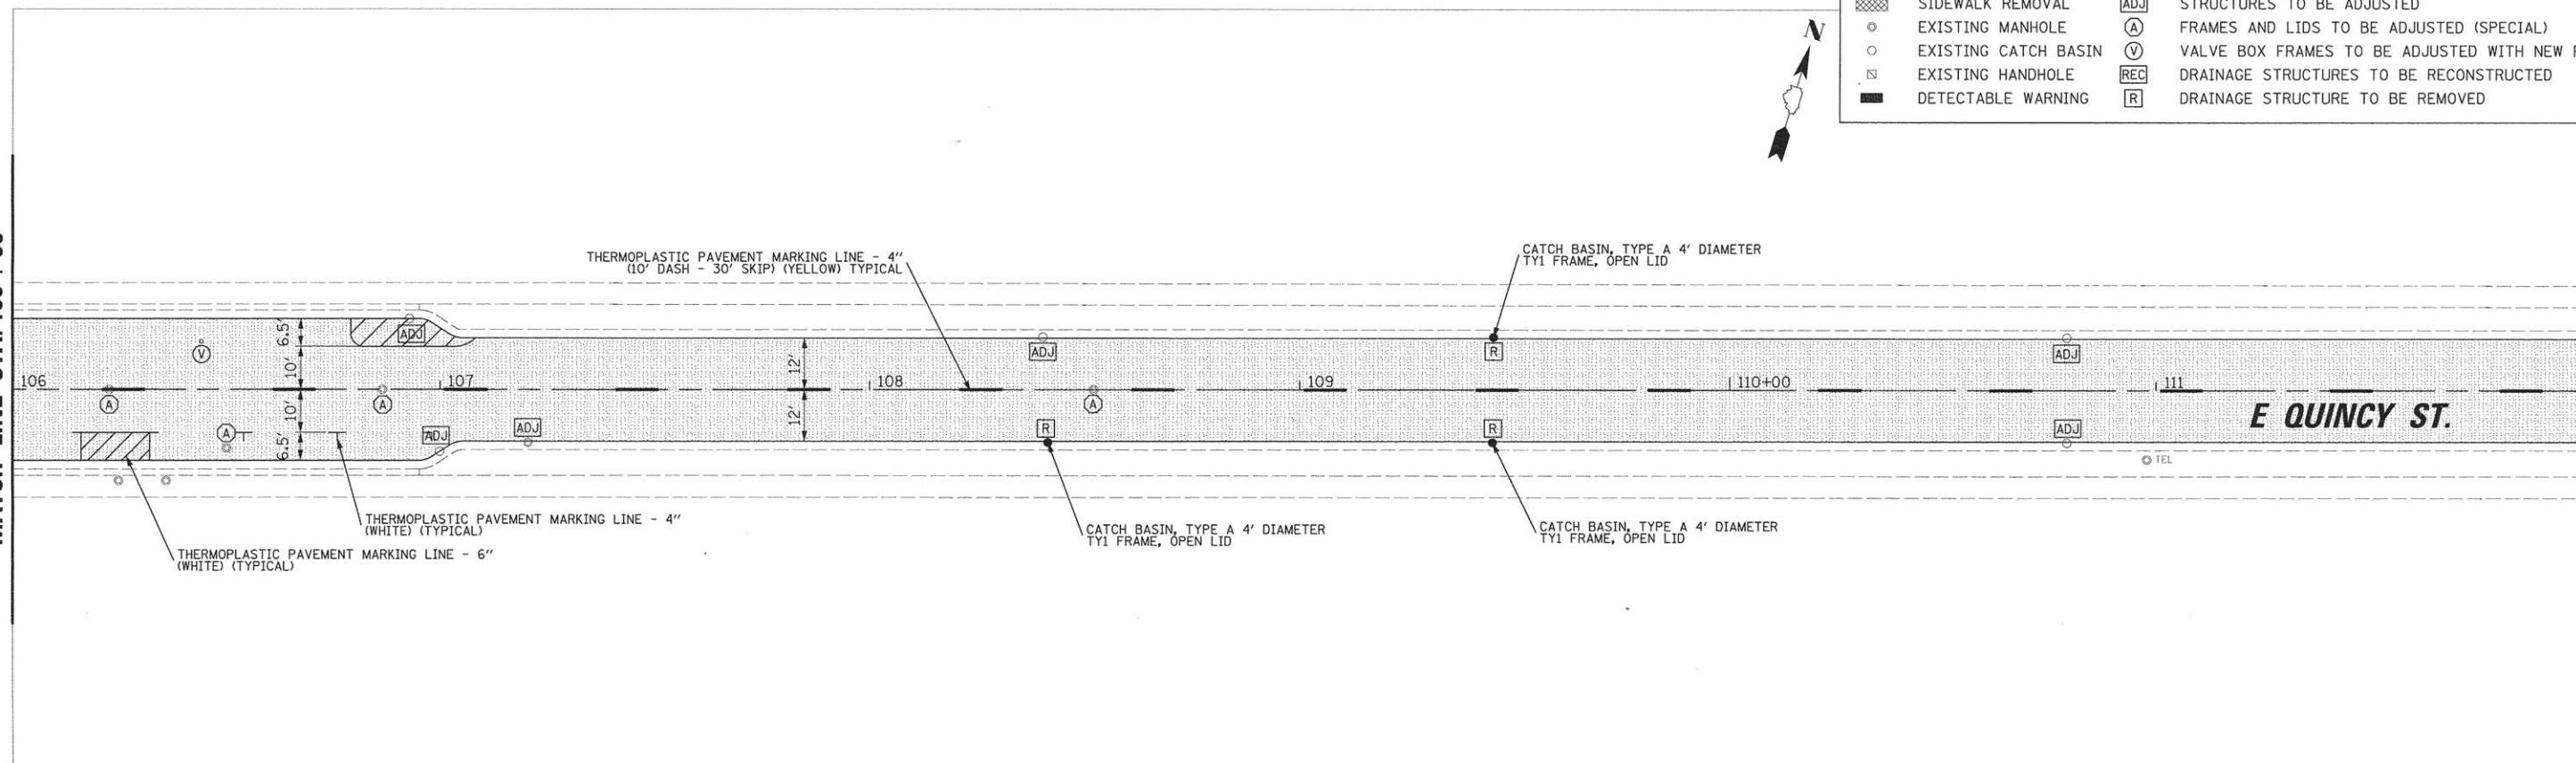 SIDEWALK REMOVAL ADJ STRUCTURES TO BE ADJUSTED
EXISTING MANHOLE A FRAMES AND LIDS TO BE ADJUSTED (SPECIAL)
EXISTING CATCH BASIN V VALVE BOX FRAMES TO BE ADJUSTED WITH NEW
EXISTING HANDHOLE REC DRAINAGE STRUCTURES TO BE RECONSTRUCTED
DETECTABLE WARNING R DRAINAGE STRUCTURE TO BE REMOVED
N
THERMOPLASTIC PAVEMENT MARKING LINE - 4"
(10' DASH - 30' SKIP) (YELLOW) TYPICAL
CATCH BASIN, TYPE A 4' DIAMETER
TY1 FRAME, OPEN LID
6.5'
ADJ
V
10'
12'
ADJ
R
ADJ
106
107
108
109
110+00
111
A
A
A
10'
12'
E QUINCY ST.
A
ADJ
ADJ
R
R
ADJ
6.5'
TEL
THERMOPLASTIC PAVEMENT MARKING LINE - 4"
(WHITE) (TYPICAL)
THERMOPLASTIC PAVEMENT MARKING LINE - 6"
(WHITE) (TYPICAL)
CATCH BASIN, TYPE A 4' DIAMETER
TY1 FRAME, OPEN LID
CATCH BASIN, TYPE A 4' DIAMETER
TY1 FRAME, OPEN LID